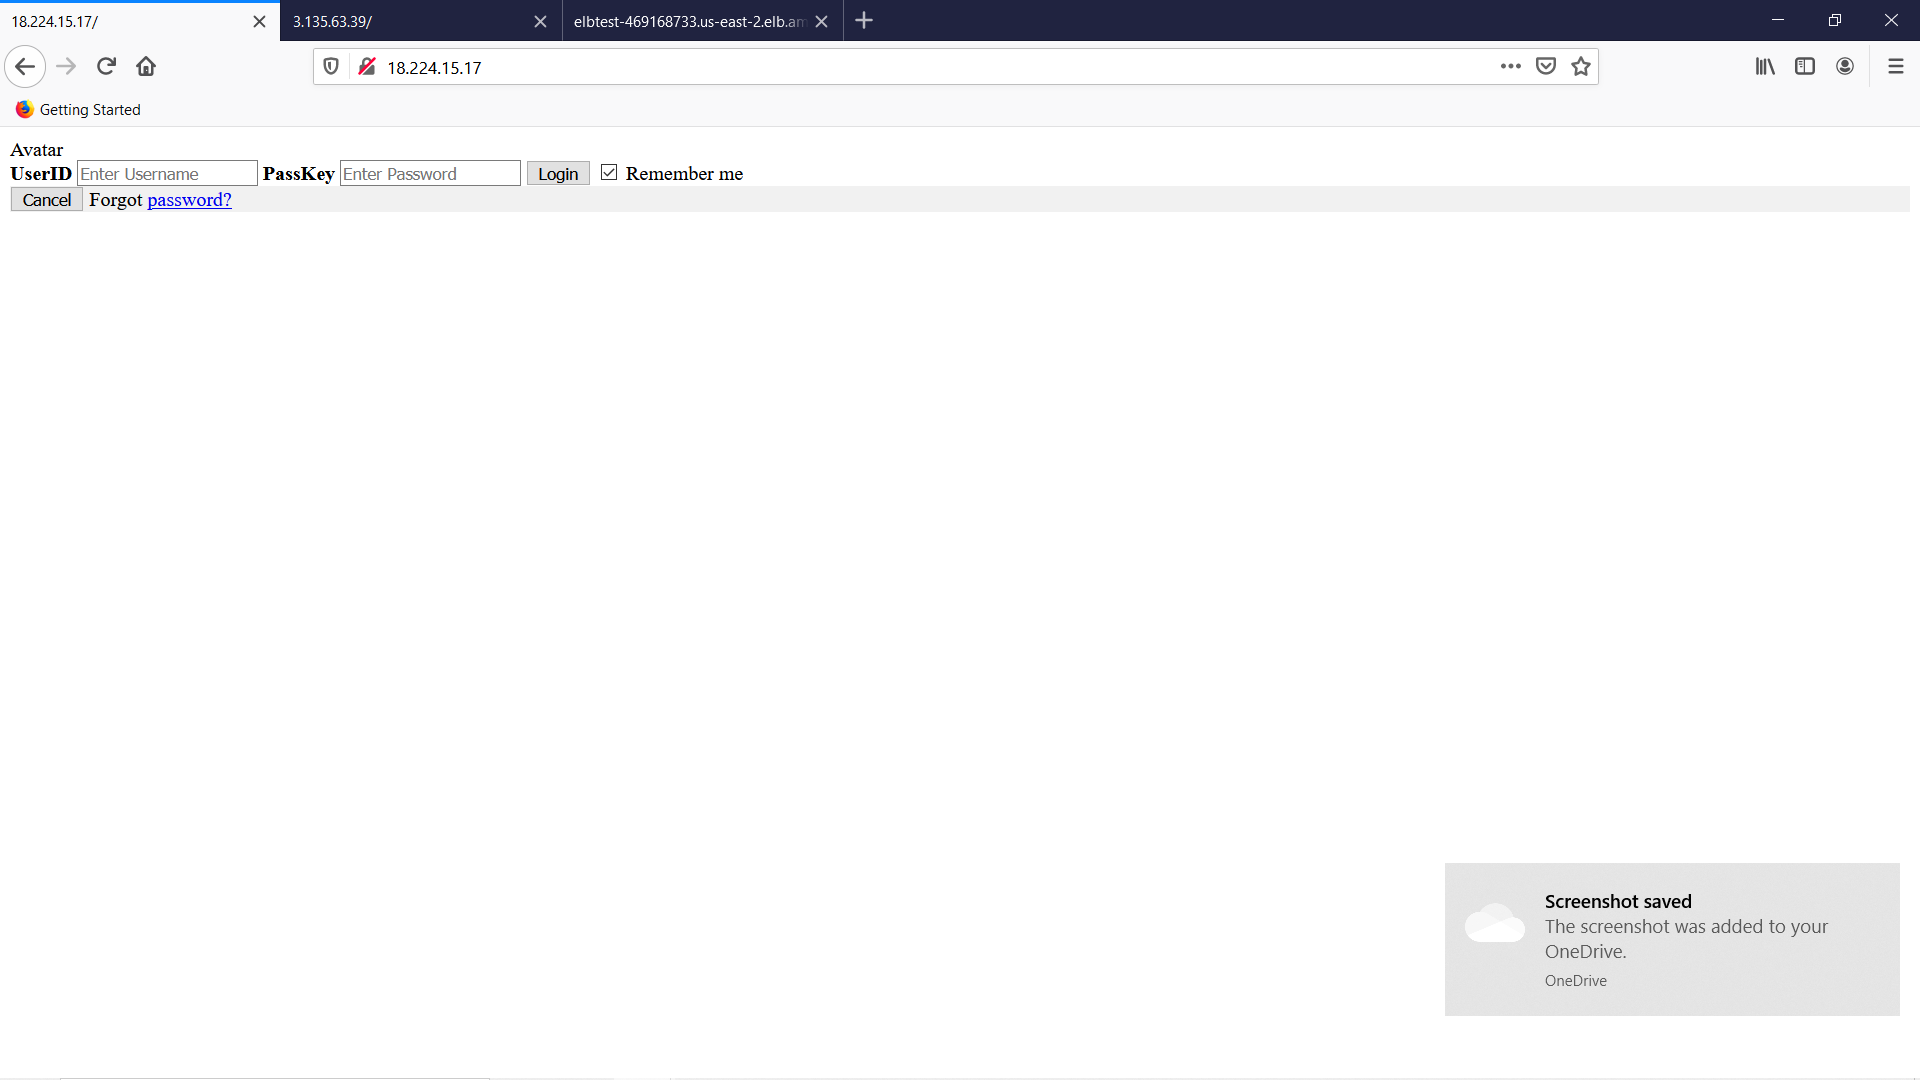 18.224.15.17/ 3.135.63.39/ elbtest-469168733.us-east-2.elb.am
18.224.15.17
Getting Started
Avatar
UserID Enter Username PassKey Enter Password Login Remember me
Cancel Forgot password?
Screenshot saved
The screenshot was added to your
OneDrive.
OneDrive